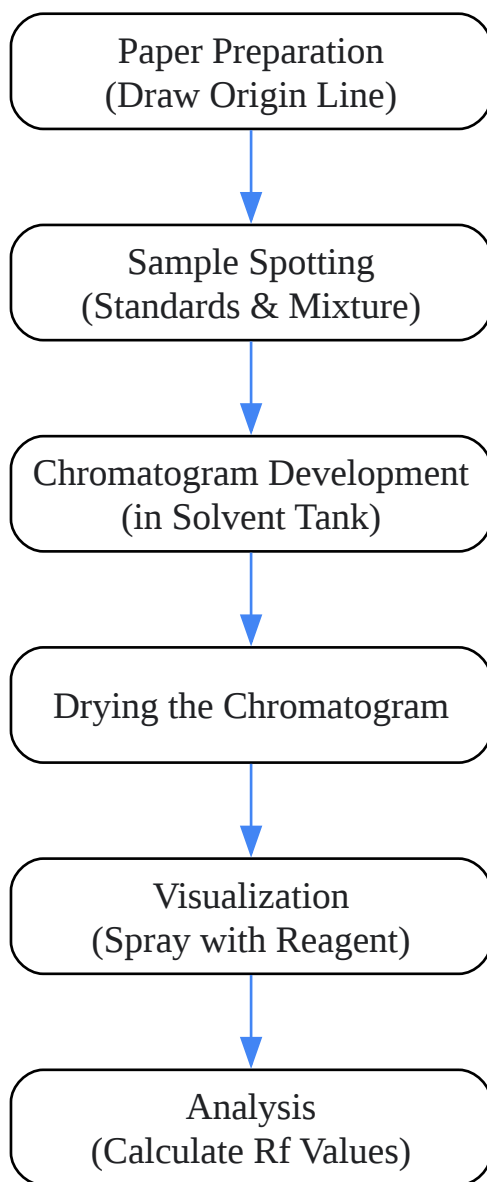 Paper Preparation
(Draw Origin Line)
Sample Spotting
(Standards & Mixture)
Chromatogram Development
(in Solvent Tank)
Drying the Chromatogram
Visualization
(Spray with Reagent)
Analysis
(Calculate Rf Values)